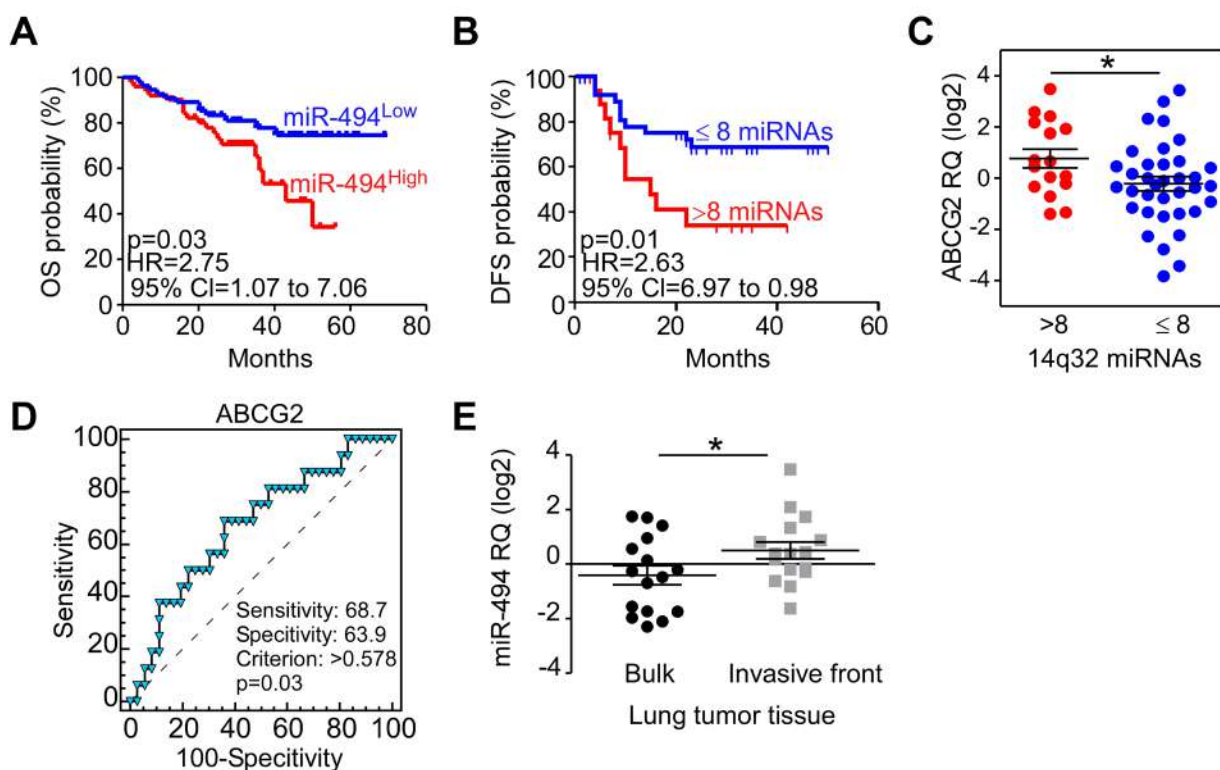 A
OS probability (%)
100
80
60
40
20
0
miR-494Low
miR-494High
p=0.03
HR=2.75
95% CI=1.07 to 7.06
0 20 40 60 80
Months
B
DFS probability (%)
100
80
60
40
20
0
≤ 8 miRNAs
>8 miRNAs
p=0.01
HR=2.63
95% CI=6.97 to 0.98
0 20 40 60
Months
C
ABCG2 RQ (log2)
*
4
2
0
-2
-4
>8 ≤ 8
14q32 miRNAs
D
ABCG2
Sensitivity
100
80
60
40
20
0
Sensitivity: 68.7
Specitivity: 63.9
Criterion: >0.578
p=0.03
0 20 40 60 80 100
100-Specitivity
E
miR-494 RQ (log2)
*
4
2
0
-2
-4
Bulk Invasive front
Lung tumor tissue